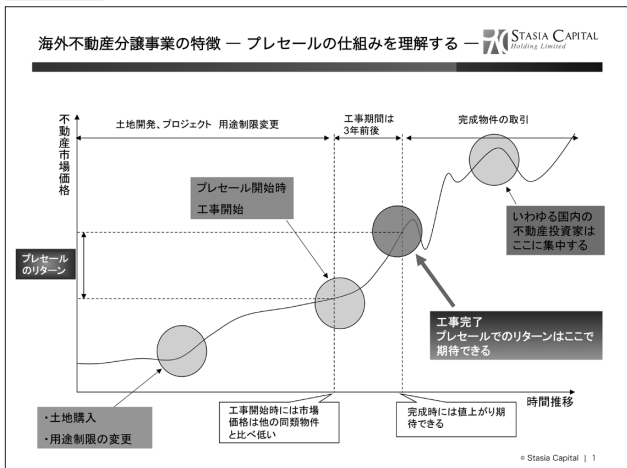 海外不動産分譲事業の特徴 ― プレセールの仕組みを理解する ―
STASIA CAPITAL
Holding Limited
不動産市場価格
土地開発、プロジェクト 用途制限変更
工事期間は
3年前後
完成物件の取引
プレセール開始時
工事開始
いわゆる国内の
不動産投資家は
ここに集中する
プレセール
のリターン
工事完了
プレセールでのリターンはここで
期待できる
・土地購入
・用途制限の変更
工事開始時には市場
価格は他の同類物件
と比べ低い
完成時には値上がり期
待できる
時間推移
© Stasia Capital | 1